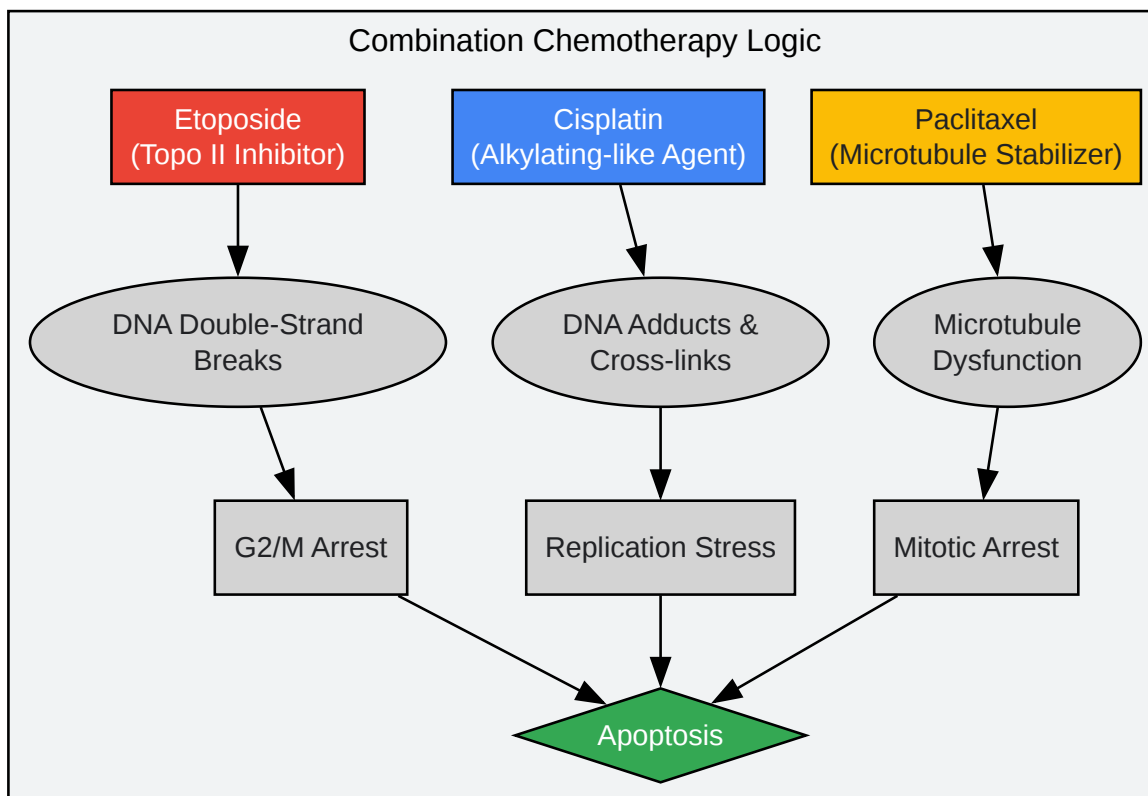 Combination Chemotherapy Logic
Etoposide
(Topo II Inhibitor)
Cisplatin
(Alkylating-like Agent)
Paclitaxel
(Microtubule Stabilizer)
DNA Double-Strand
Breaks
DNA Adducts &
Cross-links
Microtubule
Dysfunction
G2/M Arrest
Replication Stress
Mitotic Arrest
Apoptosis